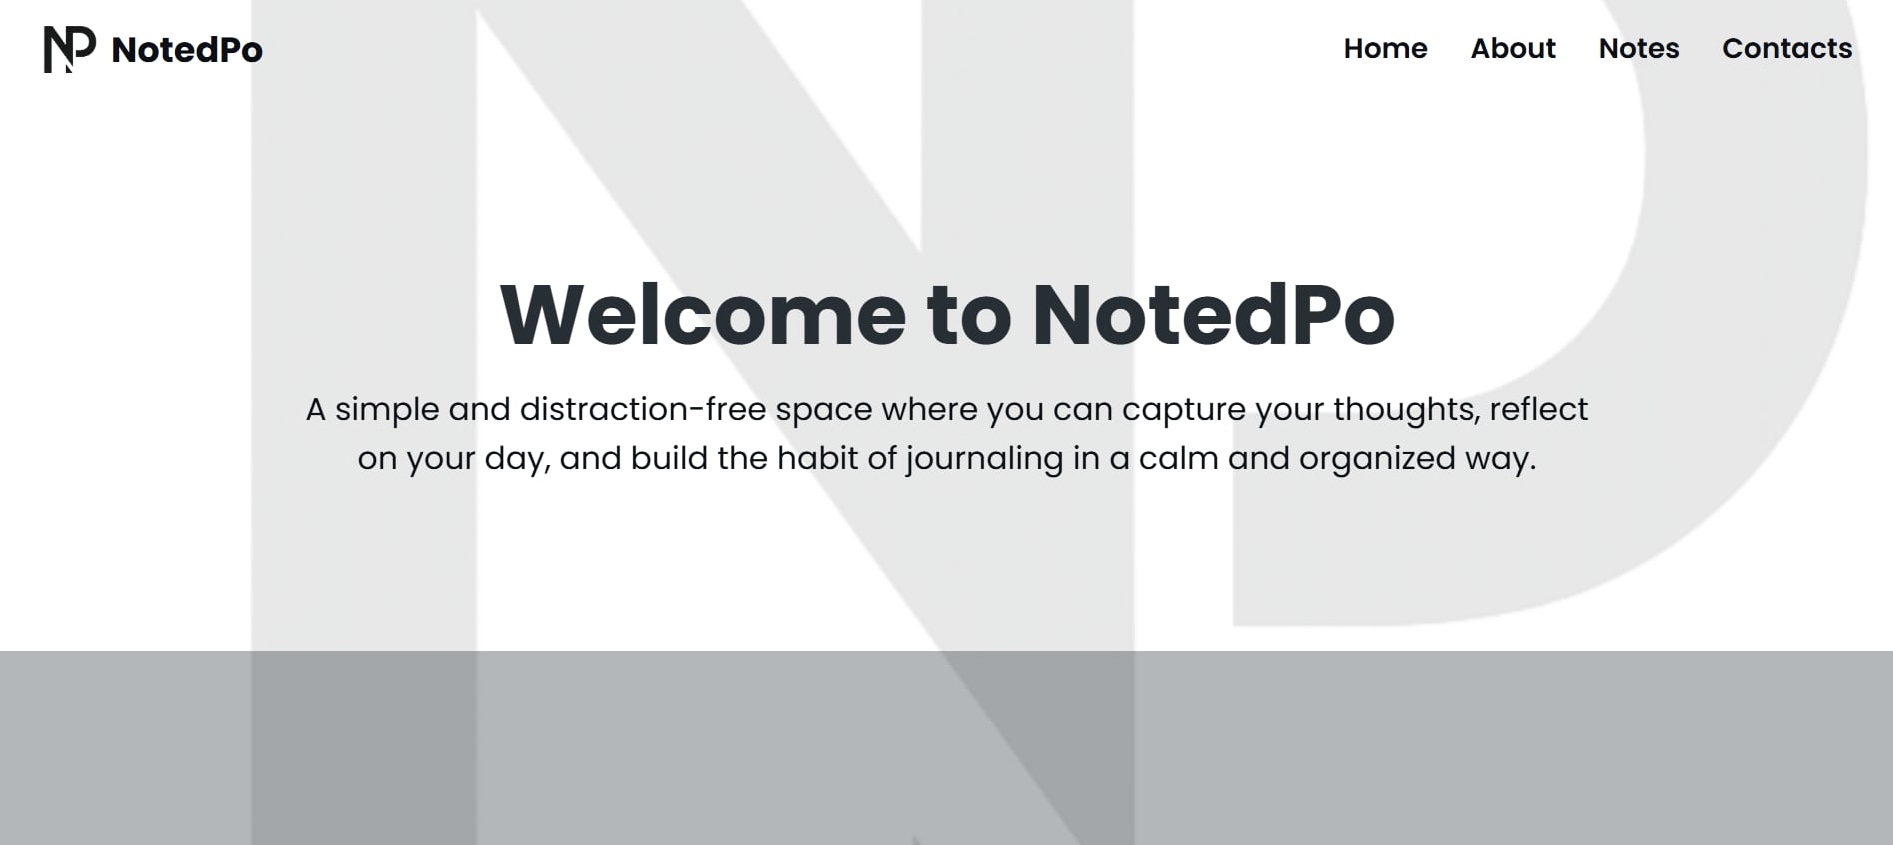 NP NotedPo
Home About Notes Contacts
Welcome to NotedPo
A simple and distraction-free space where you can capture your thoughts, reflect
on your day, and build the habit of journaling in a calm and organized way.